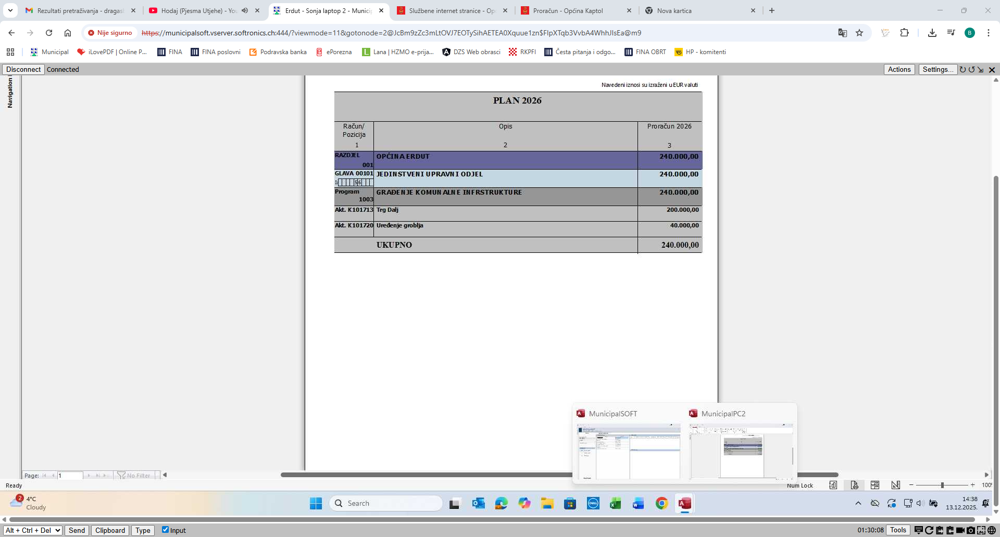 Rezultati pretraživanja - dragas
Hodaj (Pjesma Utjehe) - You
Erdut - Sonja laptop 2 - Munici
Službene internet stranice - Op
Proračun - Općina Kaptol
Nova kartica
Nije sigurno
https://municipalsoft.vserver.softronics.ch:444/?viewmode=11&gotonode=2@JcBm9zZc3mLtOVJ7EOTySihAETEA0Xquue1zn$FlpXTqb3VvbA4WhhJlsEa@m9
B
Municipal
iLovePDF | Online P...
FINA
FINA poslovni
Podravska banka
ePorezna
Lana | HZMO e-prija...
DZS Web obrasci
RKPFI
Česta pitanja i odgo...
FINA OBRT
HP - komitenti
Disconnect Connected
Actions Settings...
Navigation
Navedeni iznosi su izraženi u EUR valuti
PLAN 2026
Račun/ Opis Proračun 2026
Pozicija
1 2 3
RAZDJEL OPĆINA ERDUT 240.000,00
001
GLAVA 00101 JEDINSTVENI UPRAVNI ODJEL 240.000,00
I: 5 6
Program GRAĐENJE KOMUNALNE INFRSTRUKTURE 240.000,00
1003
Akt. K101713 Trg Dalj 200.000,00
Akt. K101720 Uređenje groblja 40.000,00
UKUPNO 240.000,00
MunicipalSOFT
MunicipalPC2
Page: 1 No Filter
Ready
Num Lock
100%
2
4°C
Cloudy
Search
DELL
14:38
13.12.2025.
Alt + Ctrl + Del Send Clipboard Type Input
01:30:08 Tools